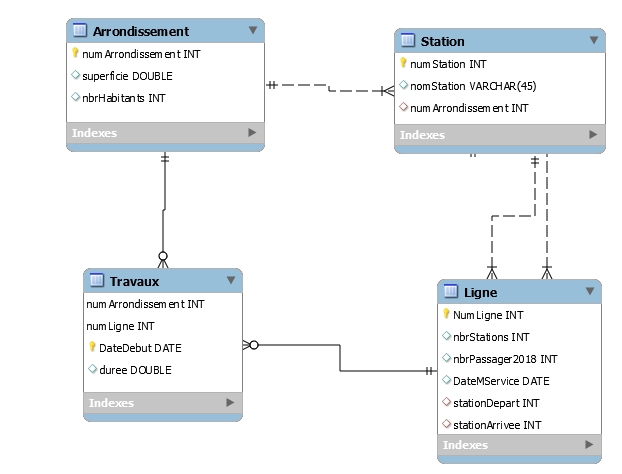 Arrondissement
numArrondissement INT
superficie DOUBLE
nbrHabitants INT
Indexes
Station
numStation INT
nomStation VARCHAR(45)
numArrondissement INT
Indexes
Travaux
numArrondissement INT
numLigne INT
DateDebut DATE
duree DOUBLE
Indexes
Ligne
NumLigne INT
nbrStations INT
nbrPassager2018 INT
DateMService DATE
stationDepart INT
stationArrivee INT
Indexes